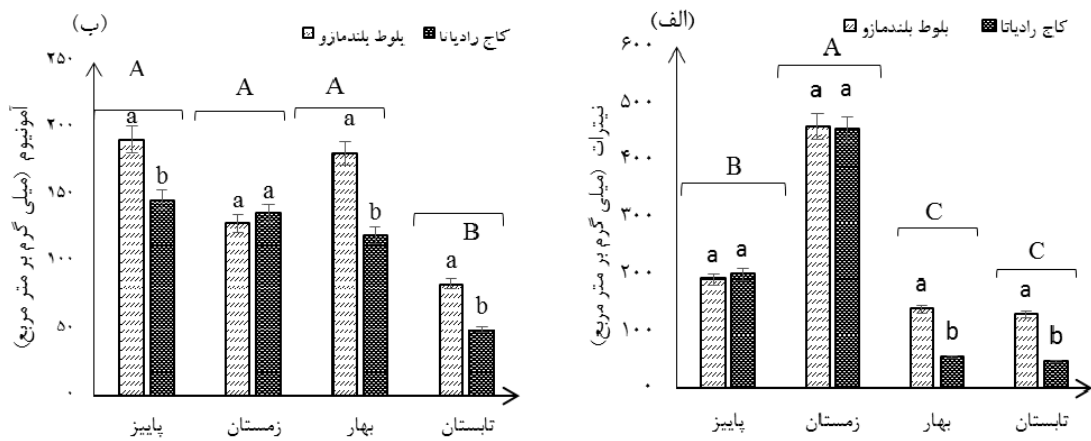 (الف)
بلوط بلندمازو کاج رادیاتا
نیترات (میلی گرم بر متر مربع)
۶۰۰
۵۰۰
۴۰۰
۳۰۰
۲۰۰
۱۰۰
۰
B
A
C
C
a a
a a
a b
a b
پاییز زمستان بهار تابستان
(ب)
بلوط بلندمازو کاج رادیاتا
آمونیوم (میلی گرم بر متر مربع)
۲۵۰
۲۰۰
۱۵۰
۱۰۰
۵۰
۰
A
A
A
B
a b
a a
a b
a b
پاییز زمستان بهار تابستان